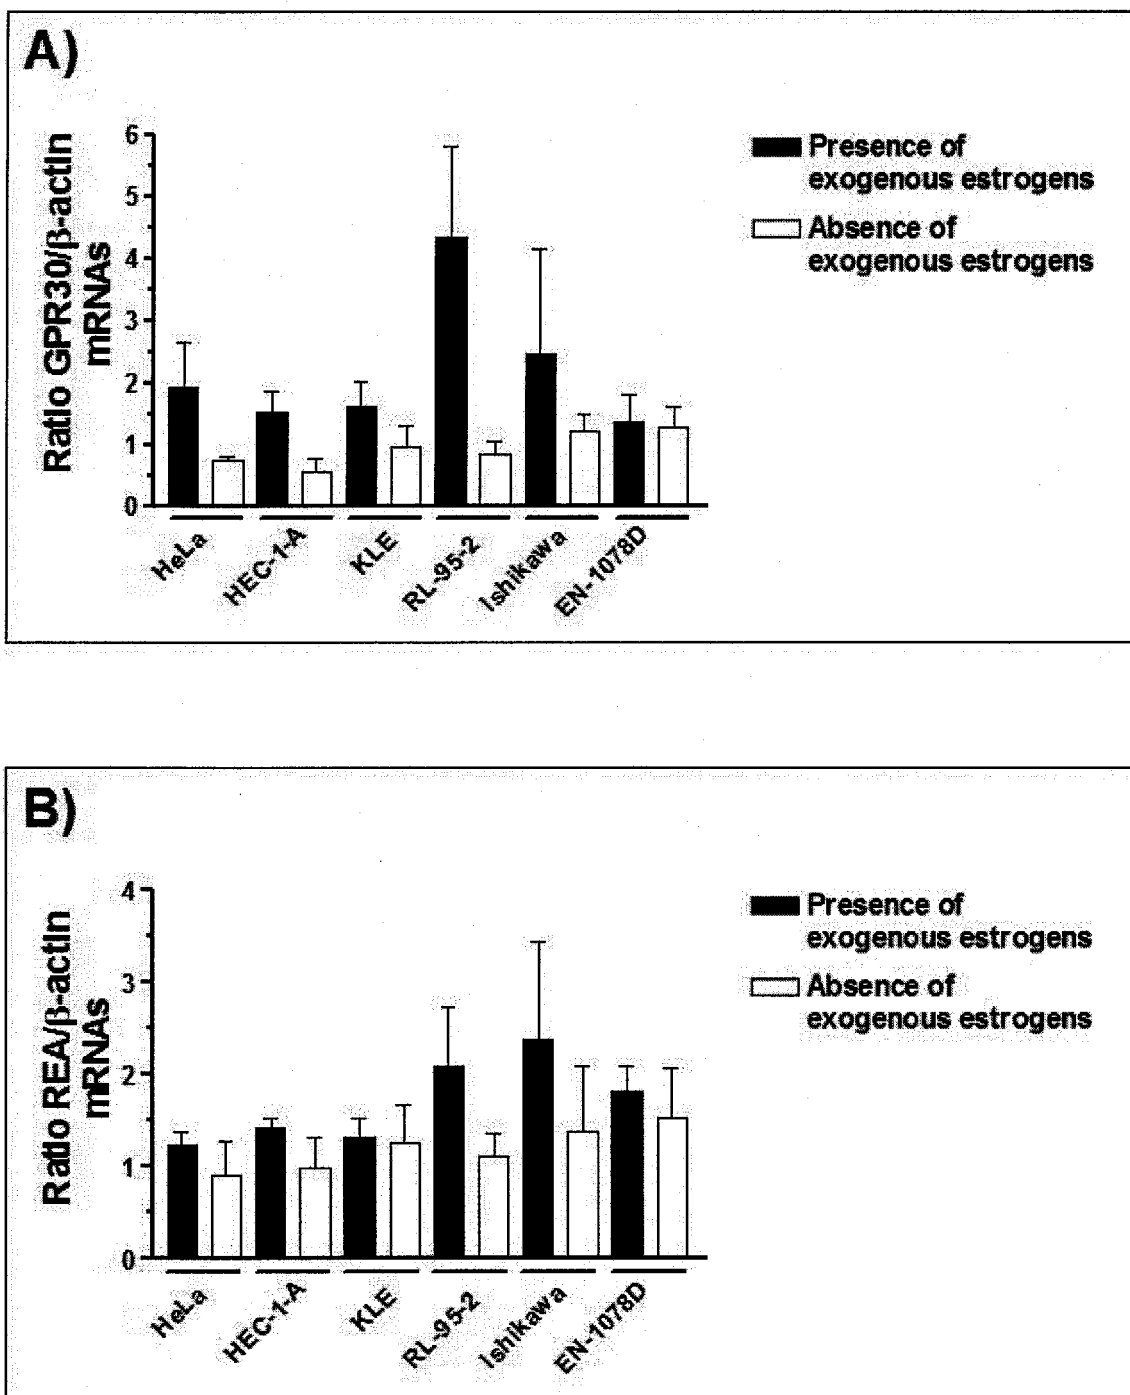 A)
Ratio GPR30/β-actin
mRNAs
6
5
4
3
2
1
0
Presence of
exogenous estrogens
Absence of
exogenous estrogens
HeLa
HEC-1-A
KLE
RL-95-2
Ishikawa
EN-1078D
B)
Ratio REA/β-actin
mRNAs
4
3
2
1
0
Presence of
exogenous estrogens
Absence of
exogenous estrogens
HeLa
HEC-1-A
KLE
RL-95-2
Ishikawa
EN-1078D